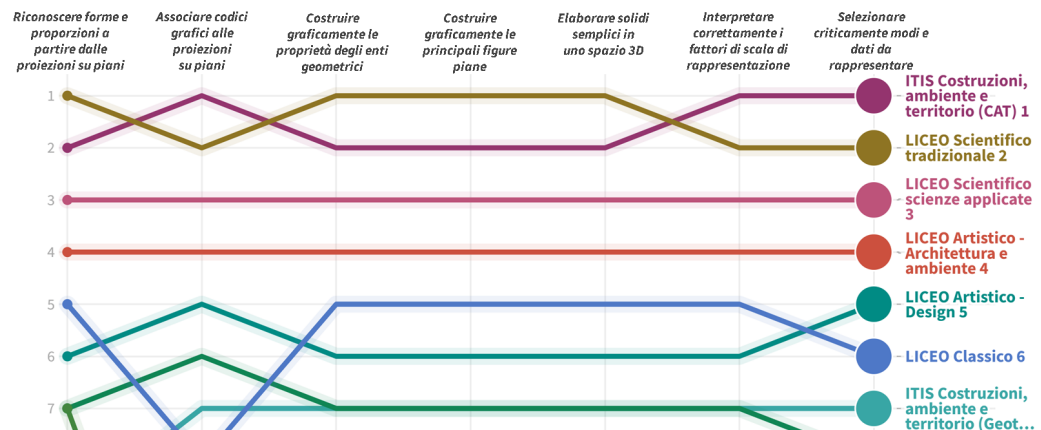 Riconoscere forme e
proporzioni a
partire dalle
proiezioni su piani
Associare codici
grafici alle
proiezioni
su piani
Costruire
graficamente le
proprietà degli enti
geometrici
Costruire
graficamente le
principali figure
piane
Elaborare solidi
semplici in
uno spazio 3D
Interpretare
correttamente i
fattori di scala di
rappresentazione
Selezionare
criticamente modi e
dati da
rappresentare
1
2
3
4
5
6
7
ITIS Costruzioni,
ambiente e
territorio (CAT) 1
LICEO Scientifico
tradizionale 2
LICEO Scientifico
scienze applicate
3
LICEO Artistico -
Architettura e
ambiente 4
LICEO Artistico -
Design 5
LICEO Classico 6
ITIS Costruzioni,
ambiente e
territorio (Geot...